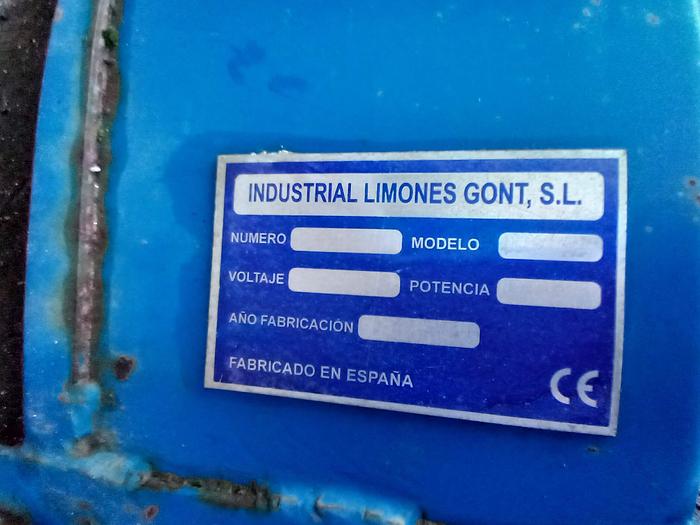 INDUSTRIAL LIMONES GONT, S.L.
NUMERO MODELO
VOLTAJE POTENCIA
AÑO FABRICACIÓN
FABRICADO EN ESPAÑA
CE